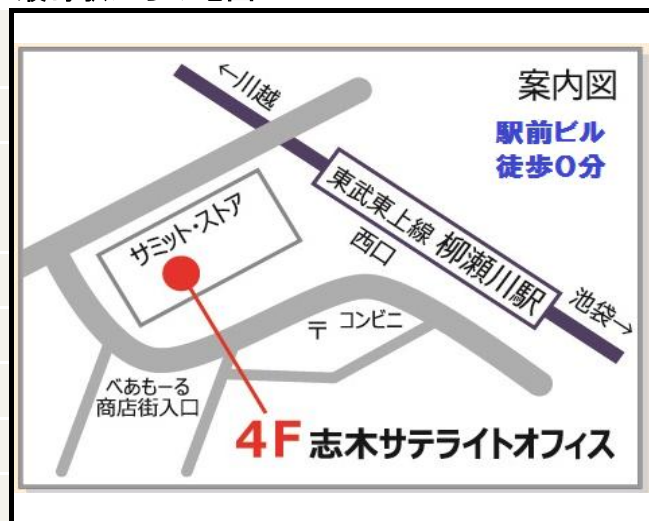 ←川越
案内図
駅前ビル
徒歩0分
東武東上線 柳瀬川駅
西口
サミット・ストア
池袋→
〒 コンビニ
ぺあもーる
商店街入口
4F 志木サテライトオフィス